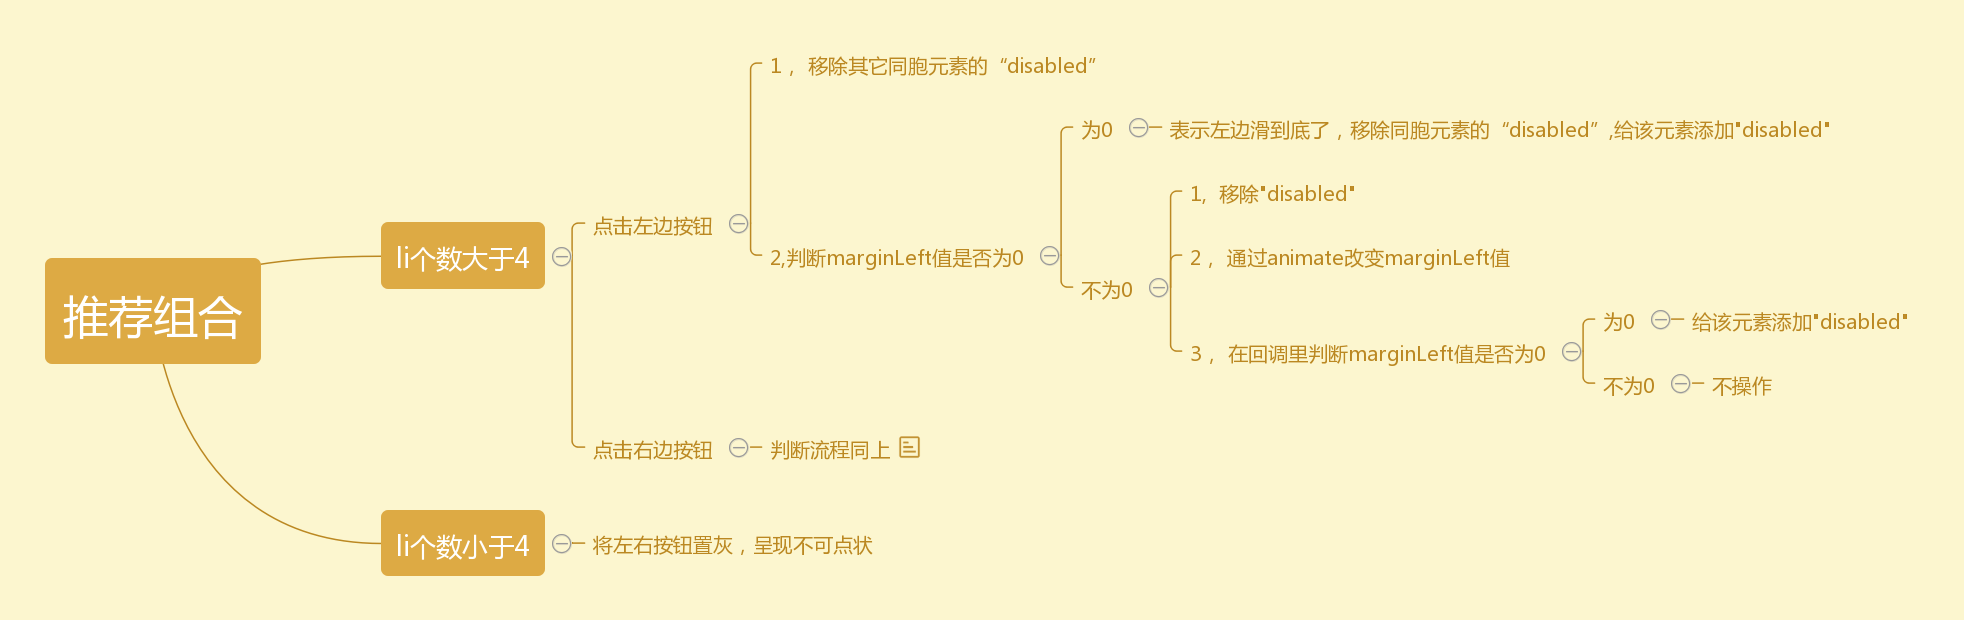 推荐组合
li个数大于4
点击左边按钮
1， 移除其它同胞元素的“disabled”
2,判断marginLeft值是否为0
为0
表示左边滑到底了，移除同胞元素的“disabled”,给该元素添加"disabled"
不为0
1, 移除"disabled"
2， 通过animate改变marginLeft值
3， 在回调里判断marginLeft值是否为0
为0
给该元素添加"disabled"
不为0
不操作
点击右边按钮
判断流程同上
li个数小于4
将左右按钮置灰，呈现不可点状